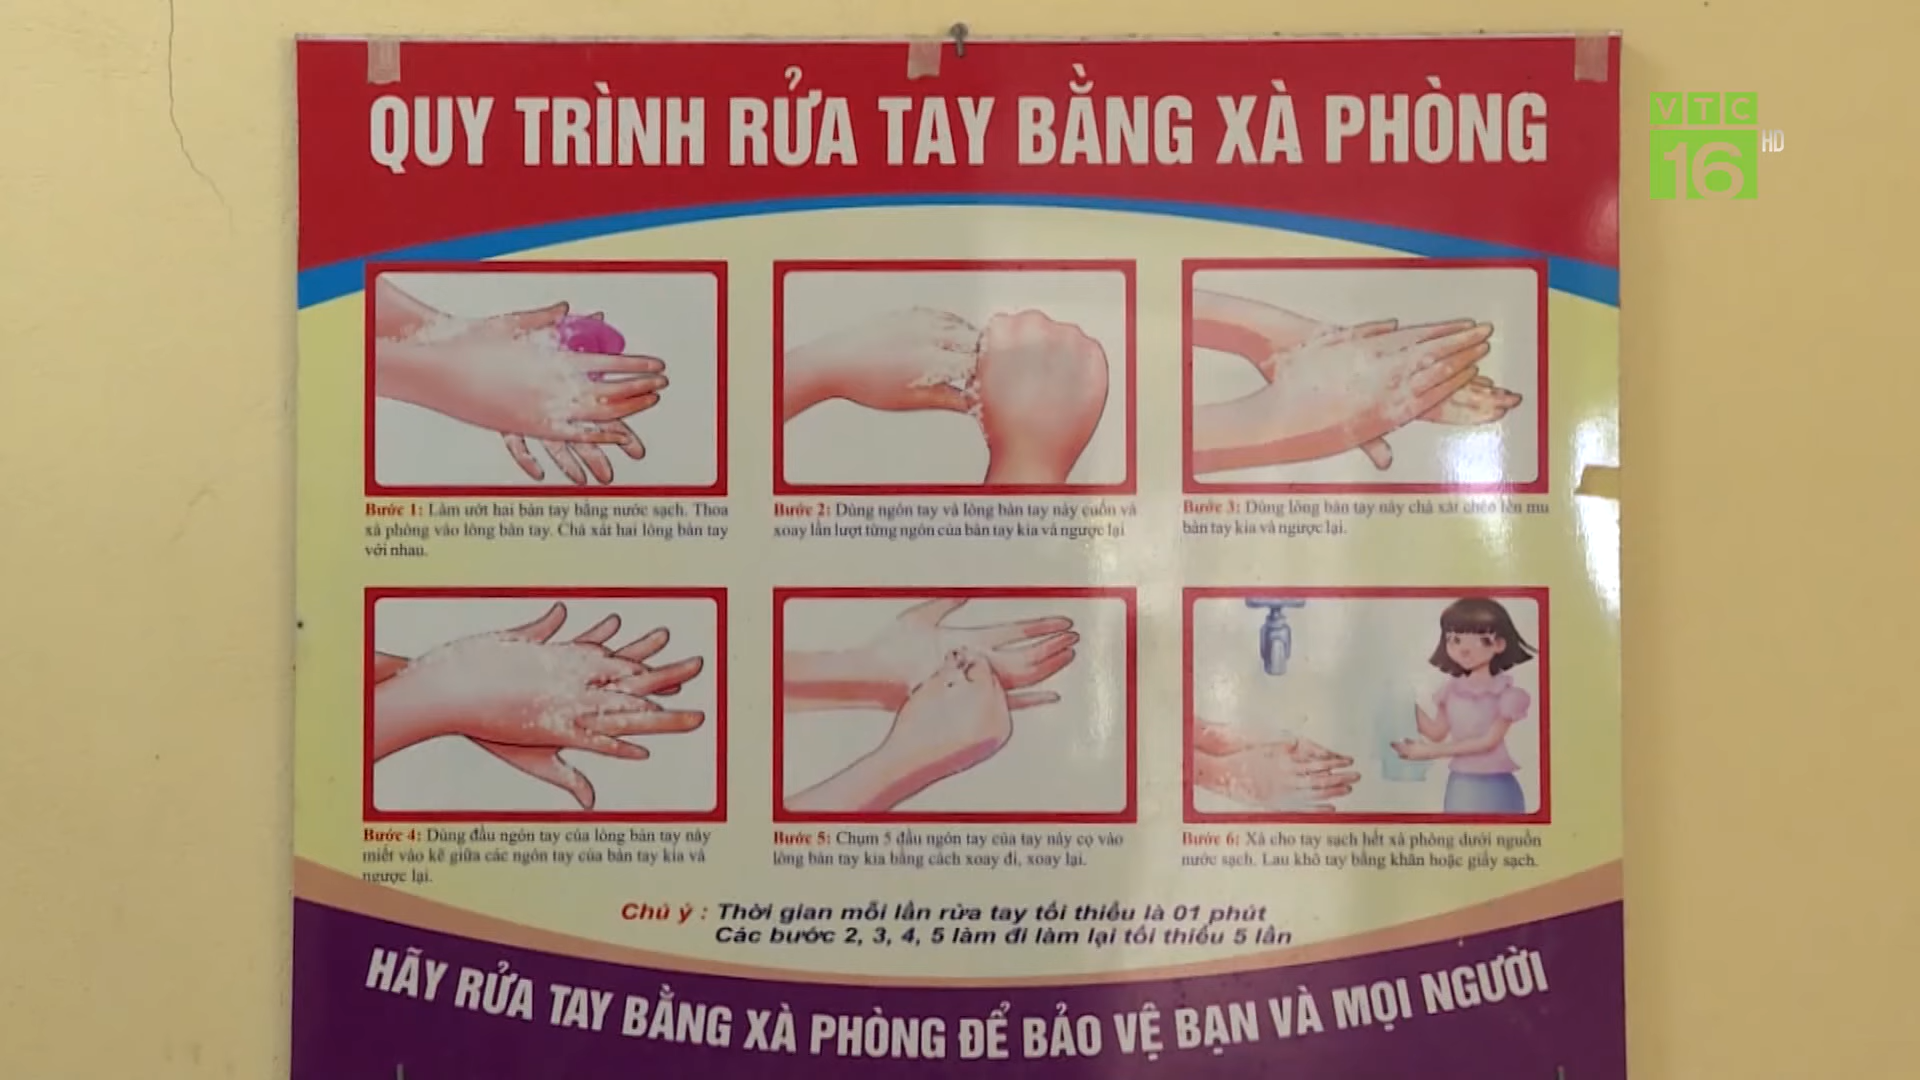 QUY TRÌNH RỬA TAY BẰNG XÀ PHÒNG
VTC
16 HD
Bước 1: Làm ướt hai bàn tay bằng nước sạch. Thoa
xà phòng vào lòng bàn tay. Chà xát hai lòng bàn tay
với nhau.
Bước 2: Dùng ngón tay và lòng bàn tay này cuốn và
xoay lần lượt từng ngón của bàn tay kia và ngược lại
Bước 3: Dùng lòng bàn tay này chà xát chéo lên mu
bàn tay kia và ngược lại.
Bước 4: Dùng đầu ngón tay của lòng bàn tay này
miết vào kẽ giữa các ngón tay của bàn tay kia và
ngược lại.
Bước 5: Chụm 5 đầu ngón tay của tay này cọ vào
lòng bàn tay kia bằng cách xoay đi, xoay lại.
Bước 6: Xả cho tay sạch hết xà phòng dưới nguồn
nước sạch. Lau khô tay bằng khăn hoặc giấy sạch.
Chú ý : Thời gian mỗi lần rửa tay tối thiểu là 01 phút
Các bước 2, 3, 4, 5 làm đi làm lại tối thiểu 5 lần
HÃY RỬA TAY BẰNG XÀ PHÒNG ĐỂ BẢO VỆ BẠN VÀ MỌI NGƯỜI